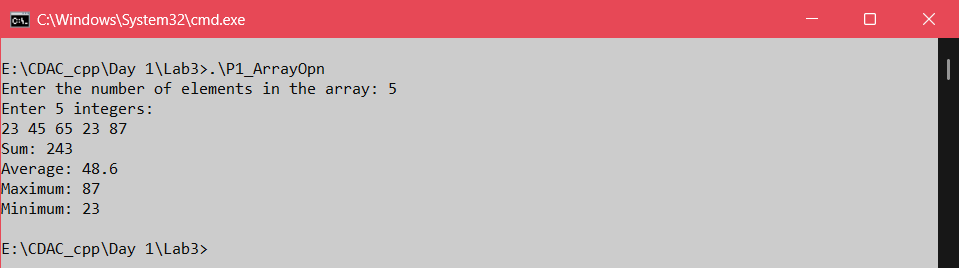 C:\Windows\System32\cmd.exe
E:\CDAC_cpp\Day 1\Lab3>.\P1_ArrayOpn
Enter the number of elements in the array: 5
Enter 5 integers:
23 45 65 23 87
Sum: 243
Average: 48.6
Maximum: 87
Minimum: 23
E:\CDAC_cpp\Day 1\Lab3>